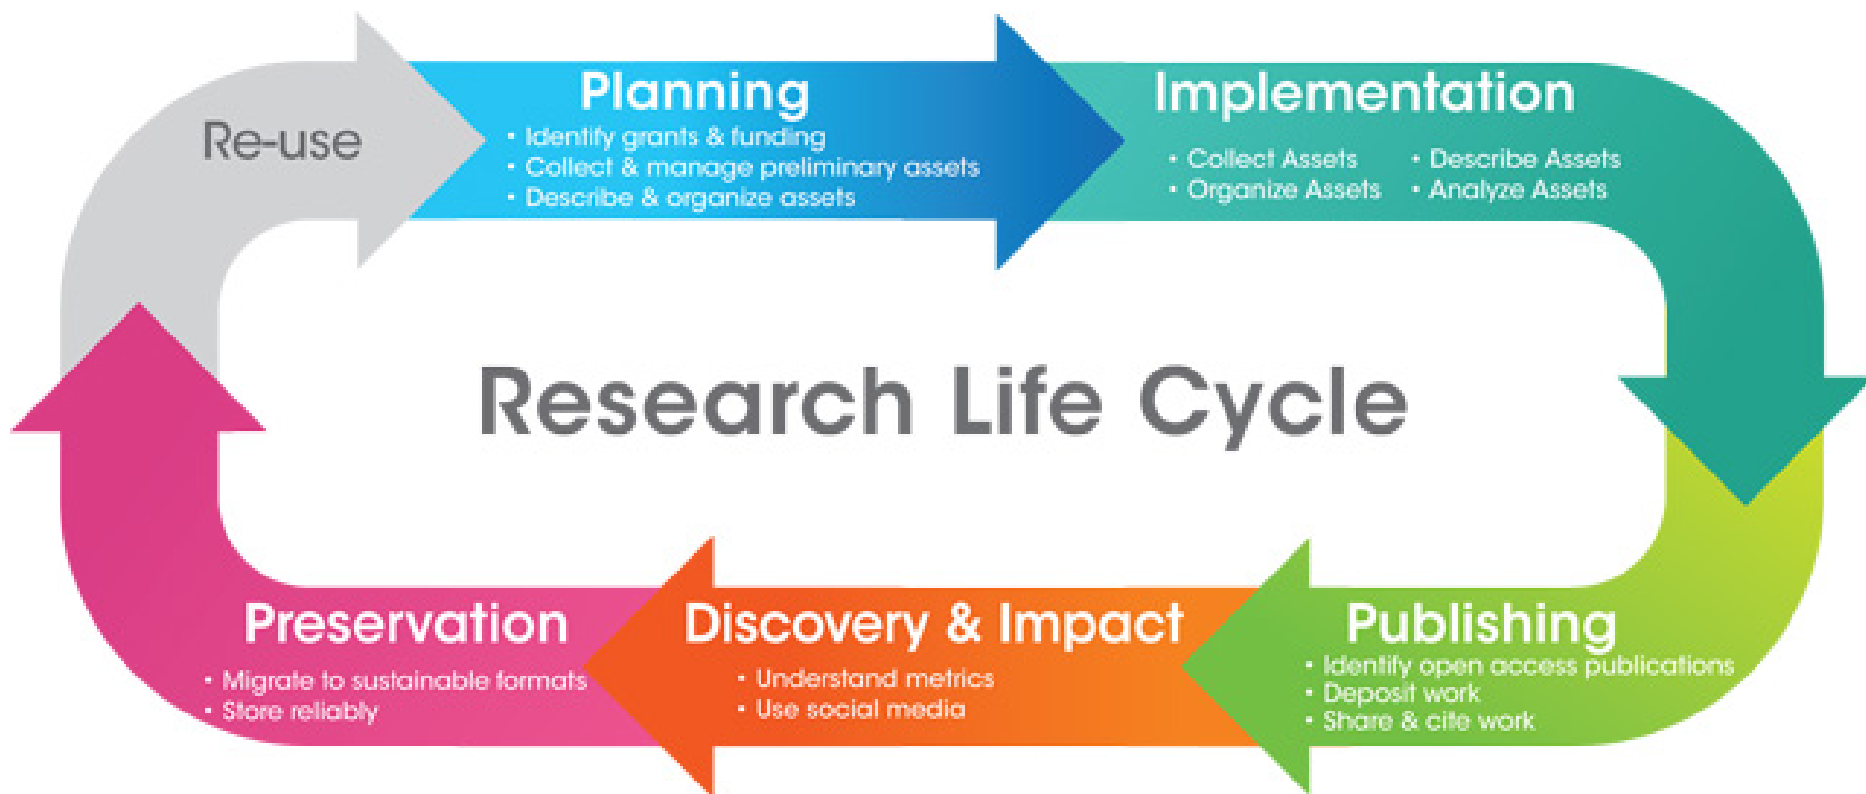 Re-use
Planning
• Identify grants & funding
• Collect & manage preliminary assets
• Describe & organize assets
Implementation
• Collect Assets
• Organize Assets
• Describe Assets
• Analyze Assets
Research Life Cycle
Publishing
• Identify open access publications
• Deposit work
• Share & cite work
Discovery & Impact
• Understand metrics
• Use social media
Preservation
• Migrate to sustainable formats
• Store reliably